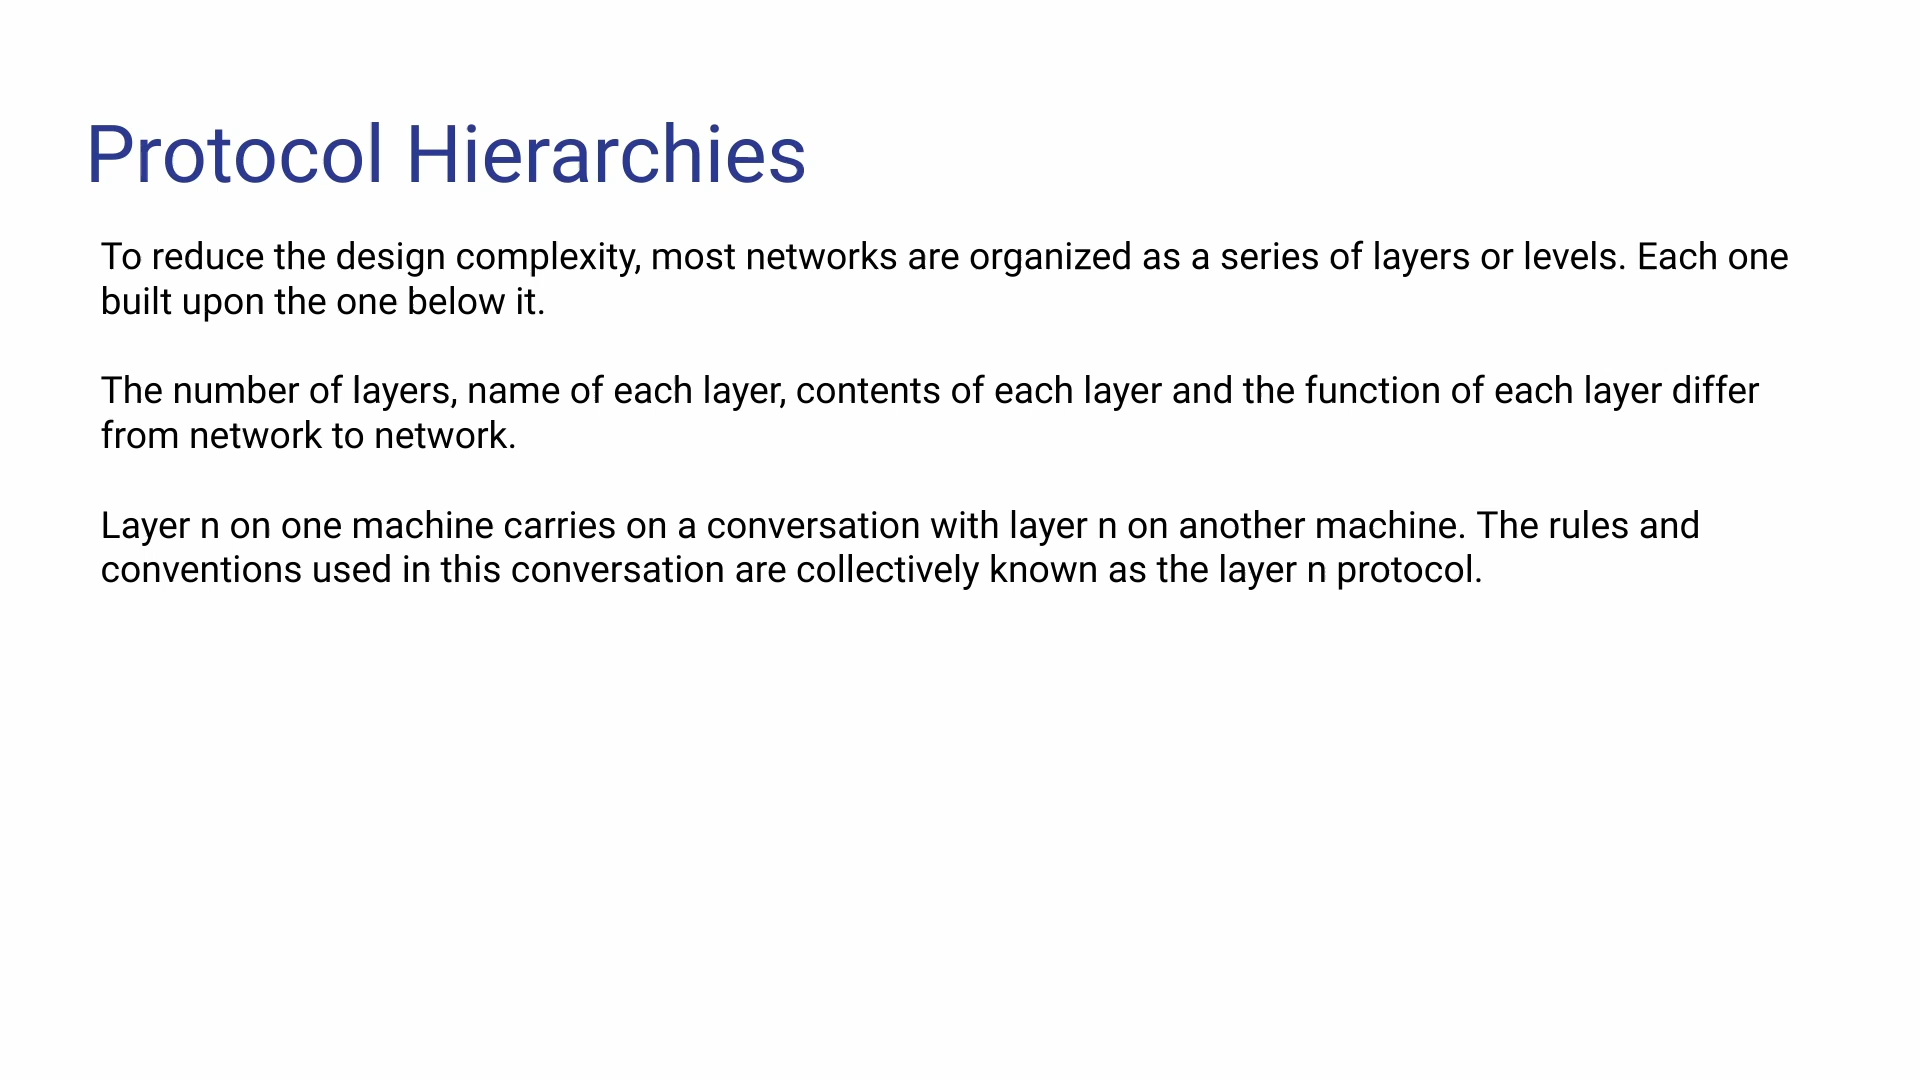 Protocol Hierarchies
To reduce the design complexity, most networks are organized as a series of layers or levels. Each one
built upon the one below it.
The number of layers, name of each layer, contents of each layer and the function of each layer differ
from network to network.
Layer n on one machine carries on a conversation with layer n on another machine. The rules and
conventions used in this conversation are collectively known as the layer n protocol.